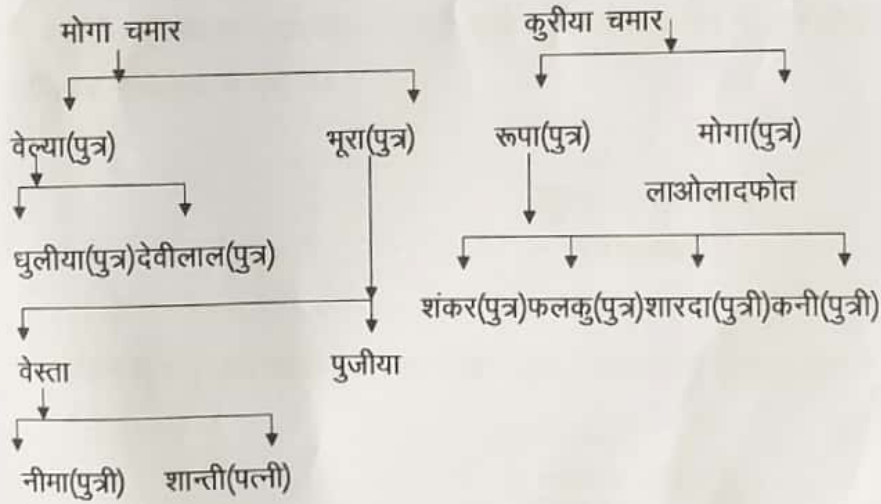 मोगा चमार
कुरीया चमार
वेल्या(पुत्र)
भूरा(पुत्र)
रूपा(पुत्र)
मोगा(पुत्र)
लाओलादफोत
धुलीया(पुत्र)देवीलाल(पुत्र)
शंकर(पुत्र)फलकु(पुत्र)शारदा(पुत्री)कनी(पुत्री)
वेस्ता
पुजीया
नीमा(पुत्री)
शान्ती(पत्नी)